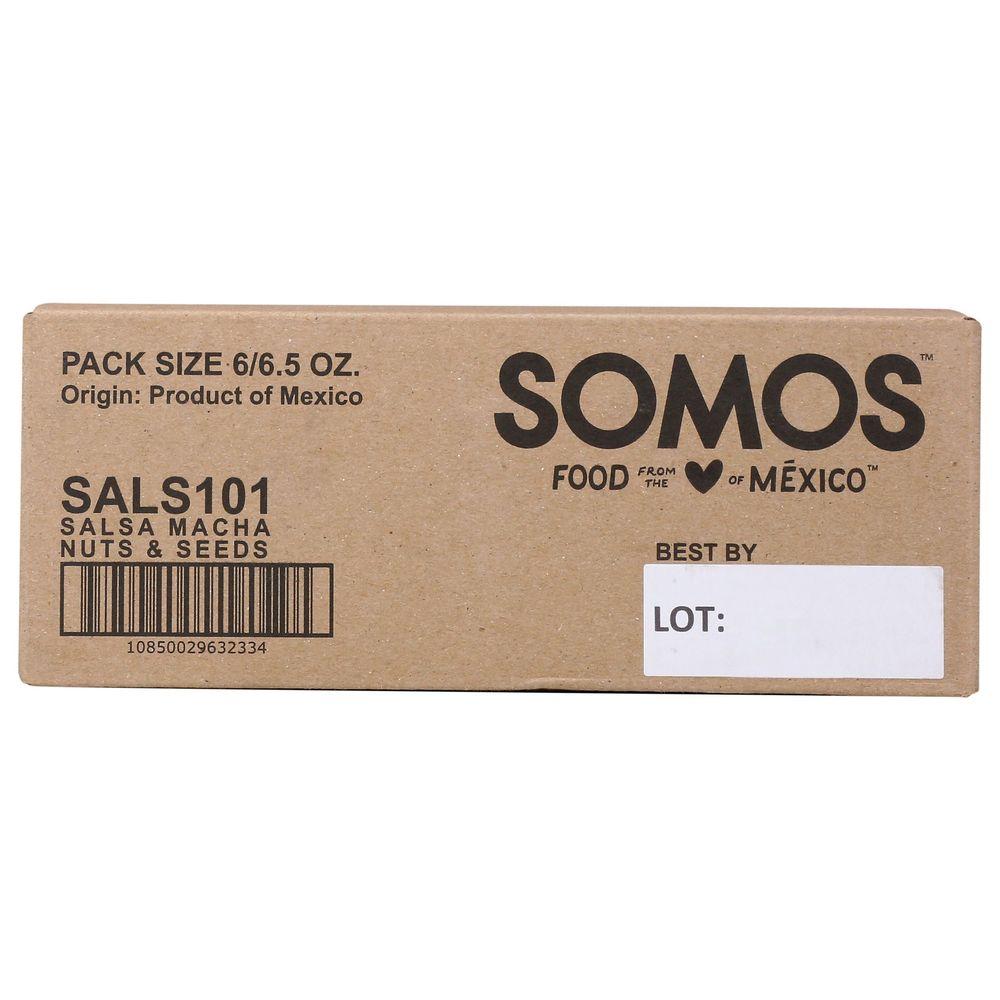 PACK SIZE 6/6.5 OZ.
Origin: Product of Mexico
SALS101
SALSA MACHA
NUTS & SEEDS
10850029632334
SOMOS™
FOOD FROM THE ♥ OF MÉXICO™
BEST BY
LOT: